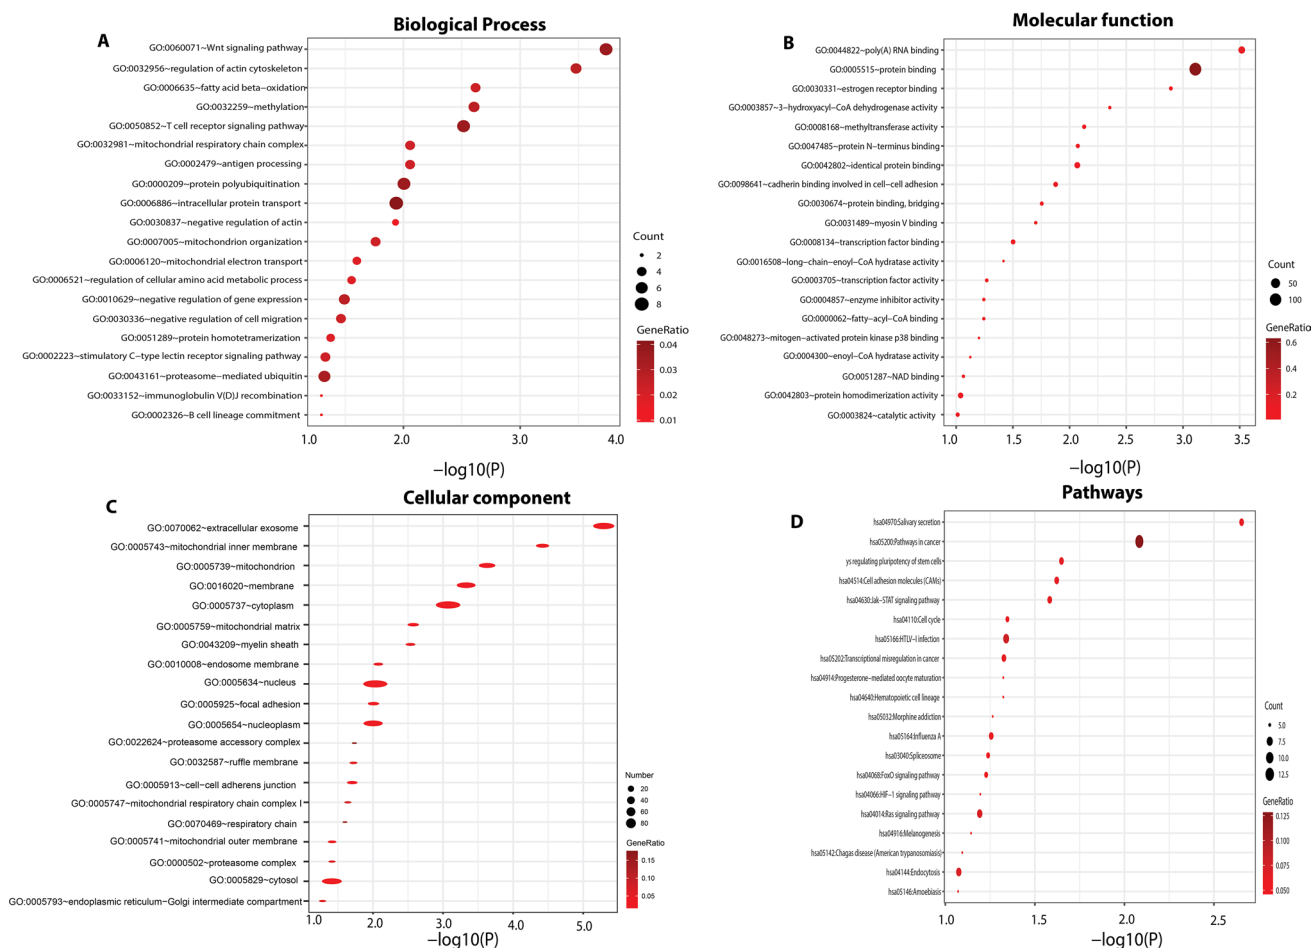 A
Biological Process
GO:0060071~Wnt signaling pathway
GO:0032956~regulation of actin cytoskeleton
GO:0006635~fatty acid beta−oxidation
GO:0032259~methylation
GO:0050852~T cell receptor signaling pathway
GO:0032981~mitochondrial respiratory chain complex
GO:0002479~antigen processing
GO:0000209~protein polyubiquitination
GO:0006886~intracellular protein transport
GO:0030837~negative regulation of actin
GO:0007005~mitochondrion organization
GO:0006120~mitochondrial electron transport
GO:0006521~regulation of cellular amino acid metabolic process
GO:0010629~negative regulation of gene expression
GO:0030336~negative regulation of cell migration
GO:0051289~protein homotetramerization
GO:0002223~stimulatory C−type lectin receptor signaling pathway
GO:0043161~proteasome−mediated ubiquitin
GO:0033152~immunoglobulin V(D)J recombination
GO:0002326~B cell lineage commitment
1.0 2.0 3.0 4.0
−log10(P)
Count
2
4
6
8
GeneRatio
0.04
0.03
0.02
0.01
B
Molecular function
GO:0044822~poly(A) RNA binding
GO:0005515~protein binding
GO:0030331~estrogen receptor binding
GO:0003857~3−hydroxyacyl−CoA dehydrogenase activity
GO:0008168~methyltransferase activity
GO:0047485~protein N−terminus binding
GO:0042802~identical protein binding
GO:0098641~cadherin binding involved in cell−cell adhesion
GO:0030674~protein binding, bridging
GO:0031489~myosin V binding
GO:0008134~transcription factor binding
GO:0016508~long−chain−enoyl−CoA hydratase activity
GO:0003705~transcription factor activity
GO:0004857~enzyme inhibitor activity
GO:0000062~fatty−acyl−CoA binding
GO:0048273~mitogen−activated protein kinase p38 binding
GO:0004300~enoyl−CoA hydratase activity
GO:0051287~NAD binding
GO:0042803~protein homodimerization activity
GO:0003824~catalytic activity
1.0 1.5 2.0 2.5 3.0 3.5
−log10(P)
Count
50
100
GeneRatio
0.6
0.4
0.2
C
Cellular component
GO:0070062~extracellular exosome
GO:0005743~mitochondrial inner membrane
GO:0005739~mitochondrion
GO:0016020~membrane
GO:0005737~cytoplasm
GO:0005759~mitochondrial matrix
GO:0043209~myelin sheath
GO:0010008~endosome membrane
GO:0005634~nucleus
GO:0005925~focal adhesion
GO:0005654~nucleoplasm
GO:0022624~proteasome accessory complex
GO:0032587~ruffle membrane
GO:0005913~cell−cell adherens junction
GO:0005747~mitochondrial respiratory chain complex I
GO:0070469~respiratory chain
GO:0005741~mitochondrial outer membrane
GO:0000502~proteasome complex
GO:0005829~cytosol
GO:0005793~endoplasmic reticulum−Golgi intermediate compartment
1.0 2.0 3.0 4.0 5.0
−log10(P)
Number
20
40
60
80
GeneRatio
0.15
0.10
0.05
D
Pathways
hsa04970:Salivary secretion
hsa05200:Pathways in cancer
ys regulating pluripotency of stem cells
hsa04514:Cell adhesion molecules (CAMs)
hsa04630:Jak−STAT signaling pathway
hsa04110:Cell cycle
hsa05166:HTLV−I infection
hsa05202:Transcriptional misregulation in cancer
hsa04914:Progesterone−mediated oocyte maturation
hsa04640:Hematopoietic cell lineage
hsa05032:Morphine addiction
hsa05164:Influenza A
hsa03040:Spliceosome
hsa04068:FoxO signaling pathway
hsa04066:HIF−1 signaling pathway
hsa04014:Ras signaling pathway
hsa04916:Melanogenesis
hsa05142:Chagas disease (American trypanosomiasis)
hsa04144:Endocytosis
hsa05146:Amoebiasis
1.0 1.5 2.0 2.5
−log10(P)
Count
5.0
7.5
10.0
12.5
GeneRatio
0.125
0.100
0.075
0.050